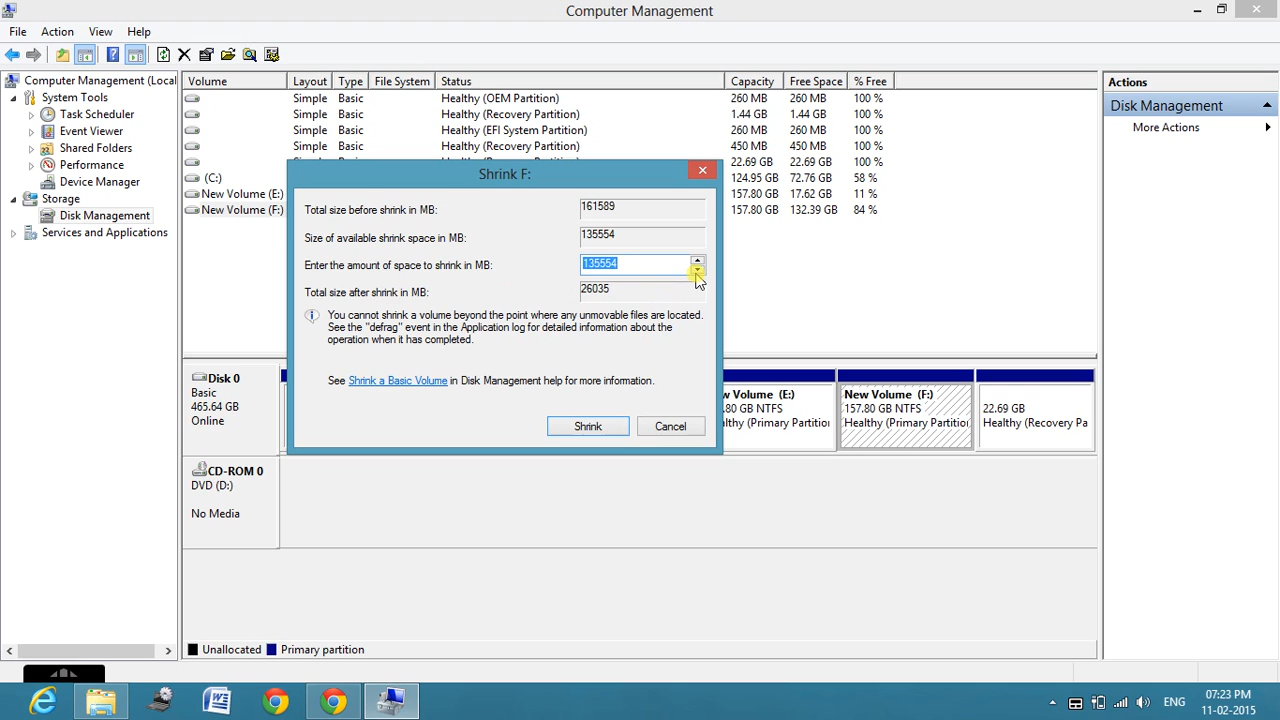 Computer Management
File Action View Help
Computer Management (Local
System Tools
Task Scheduler
Event Viewer
Shared Folders
Performance
Device Manager
Storage
Disk Management
Services and Applications
Volume Layout Type File System Status Capacity Free Space % Free
Simple Basic Healthy (OEM Partition) 260 MB 260 MB 100 %
Simple Basic Healthy (Recovery Partition) 1.44 GB 1.44 GB 100 %
Simple Basic Healthy (EFI System Partition) 260 MB 260 MB 100 %
Simple Basic Healthy (Recovery Partition) 450 MB 450 MB 100 %
22.69 GB 22.69 GB 100 %
(C:) 124.95 GB 72.76 GB 58 %
New Volume (E:) 157.80 GB 17.62 GB 11 %
New Volume (F:) 157.80 GB 132.39 GB 84 %
Shrink F:
Total size before shrink in MB: 161589
Size of available shrink space in MB: 135554
Enter the amount of space to shrink in MB: 135554
Total size after shrink in MB: 26035
You cannot shrink a volume beyond the point where any unmovable files are located.
See the "defrag" event in the Application log for detailed information about the
operation when it has completed.
See Shrink a Basic Volume in Disk Management help for more information.
Shrink Cancel
Disk 0
Basic
465.64 GB
Online
w Volume (E:)
.80 GB NTFS
lthy (Primary Partition
New Volume (F:)
157.80 GB NTFS
Healthy (Primary Partitio
22.69 GB
Healthy (Recovery Pa
CD-ROM 0
DVD (D:)
No Media
Unallocated Primary partition
Actions
Disk Management
More Actions
ENG
07:23 PM
11-02-2015